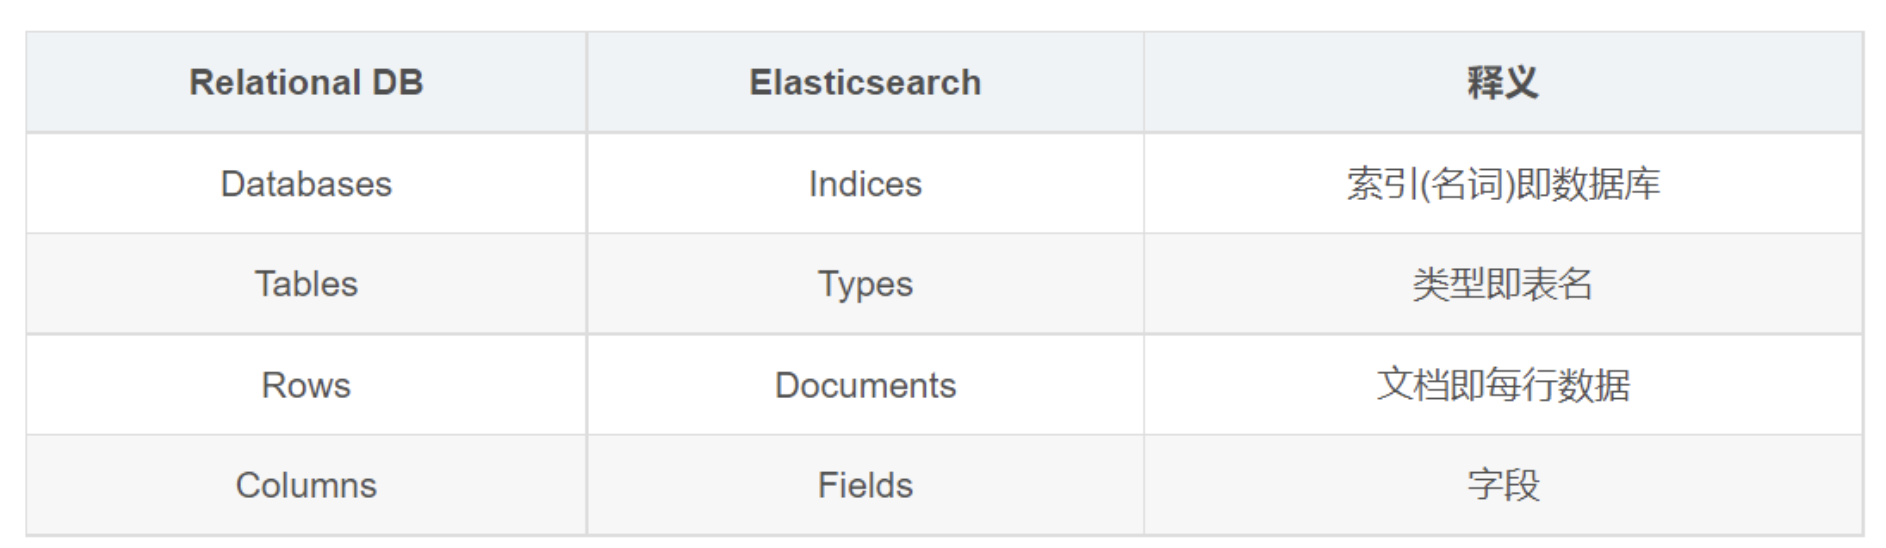 Relational DB Elasticsearch 释义
Databases Indices 索引(名词)即数据库
Tables Types 类型即表名
Rows Documents 文档即每行数据
Columns Fields 字段